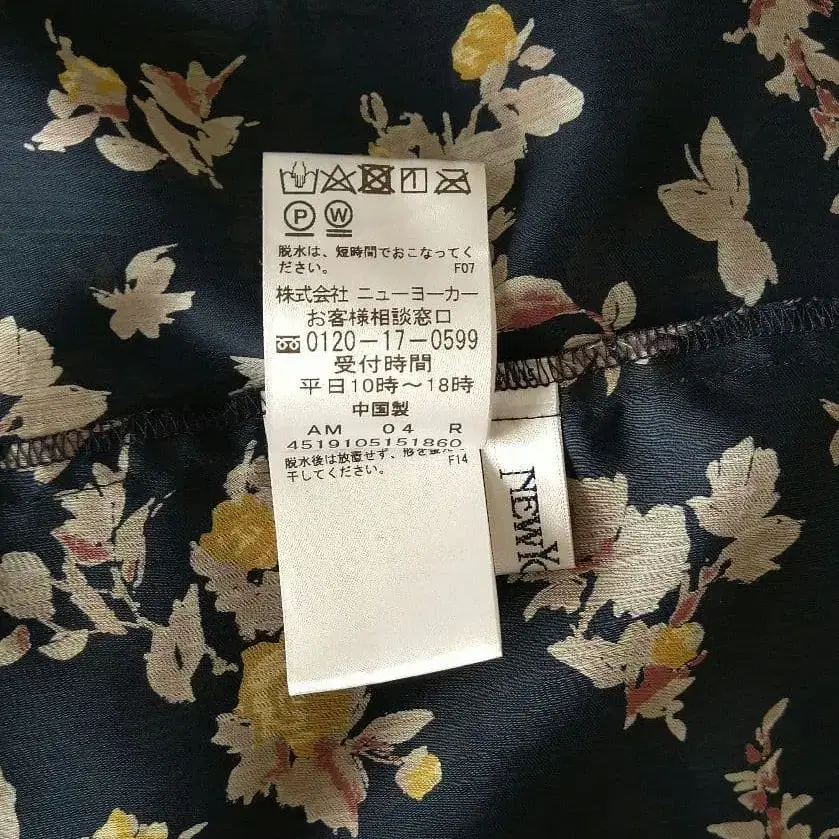 P W
脱水は、短時間でおこなってく
ださい。 F07
株式会社 ニューヨーカー
お客様相談窓口
0120-17-0599
受付時間
平日10時～18時
中国製
AM 04 R
4519105151860
脱水後は放置せず、形を整え
干してください。 F14
NEWYO